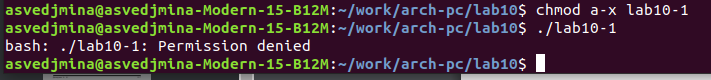 asvedjmina@asvedjmina-Modern-15-B12M:~/work/arch-pc/lab10$ chmod a-x lab10-1
asvedjmina@asvedjmina-Modern-15-B12M:~/work/arch-pc/lab10$ ./lab10-1
bash: ./lab10-1: Permission denied
asvedjmina@asvedjmina-Modern-15-B12M:~/work/arch-pc/lab10$